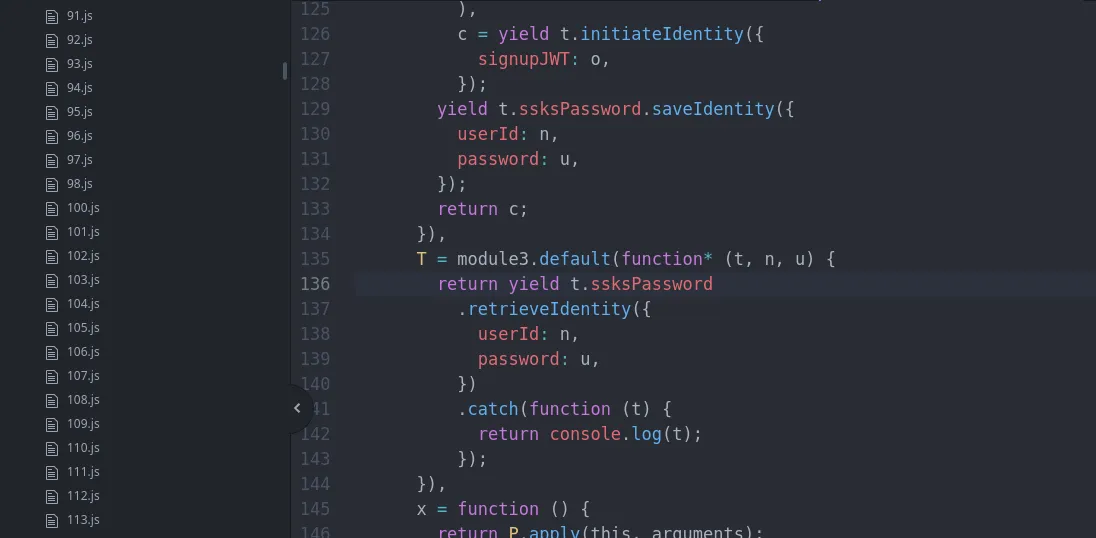 91.js
92.js
93.js
94.js
95.js
96.js
97.js
98.js
100.js
101.js
102.js
103.js
104.js
105.js
106.js
107.js
108.js
109.js
110.js
111.js
112.js
113.js
125 ),
126 c = yield t.initiateIdentity({
127 signupJWT: o,
128 });
129 yield t.ssksPassword.saveIdentity({
130 userId: n,
131 password: u,
132 });
133 return c;
134 }),
135 T = module3.default(function* (t, n, u) {
136 return yield t.ssksPassword
137 .retrieveIdentity({
138 userId: n,
139 password: u,
140 })
41 .catch(function (t) {
142 return console.log(t);
143 });
144 }),
145 x = function () {
146 return P.apply(this, arguments);